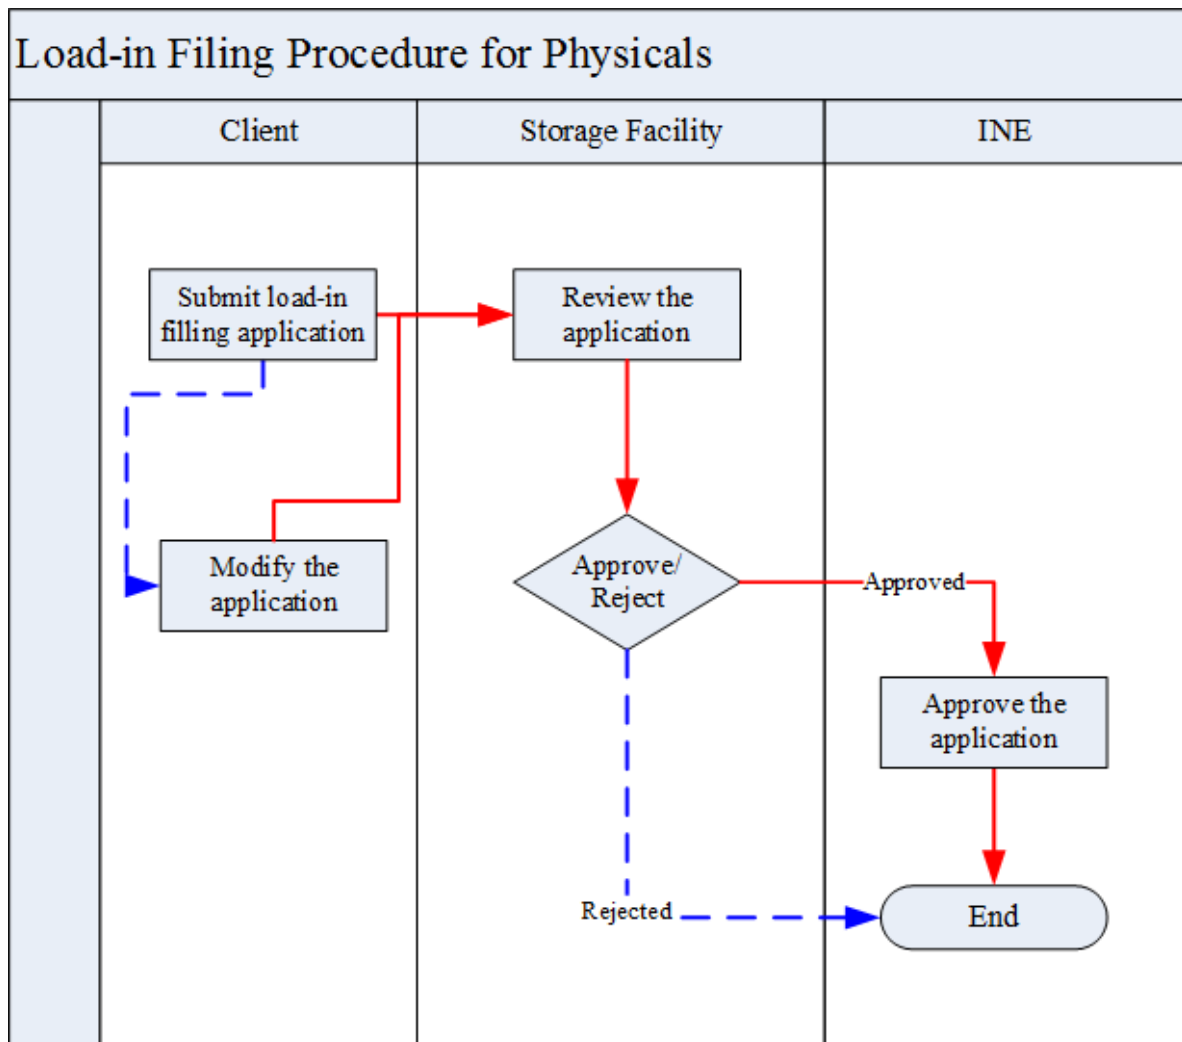 Load-in Filing Procedure for Physicals
Client
Storage Facility
INE
Submit load-in
filling application
Review the
application
Modify the
application
Approve/
Reject
Approved
Approve the
application
Rejected
End